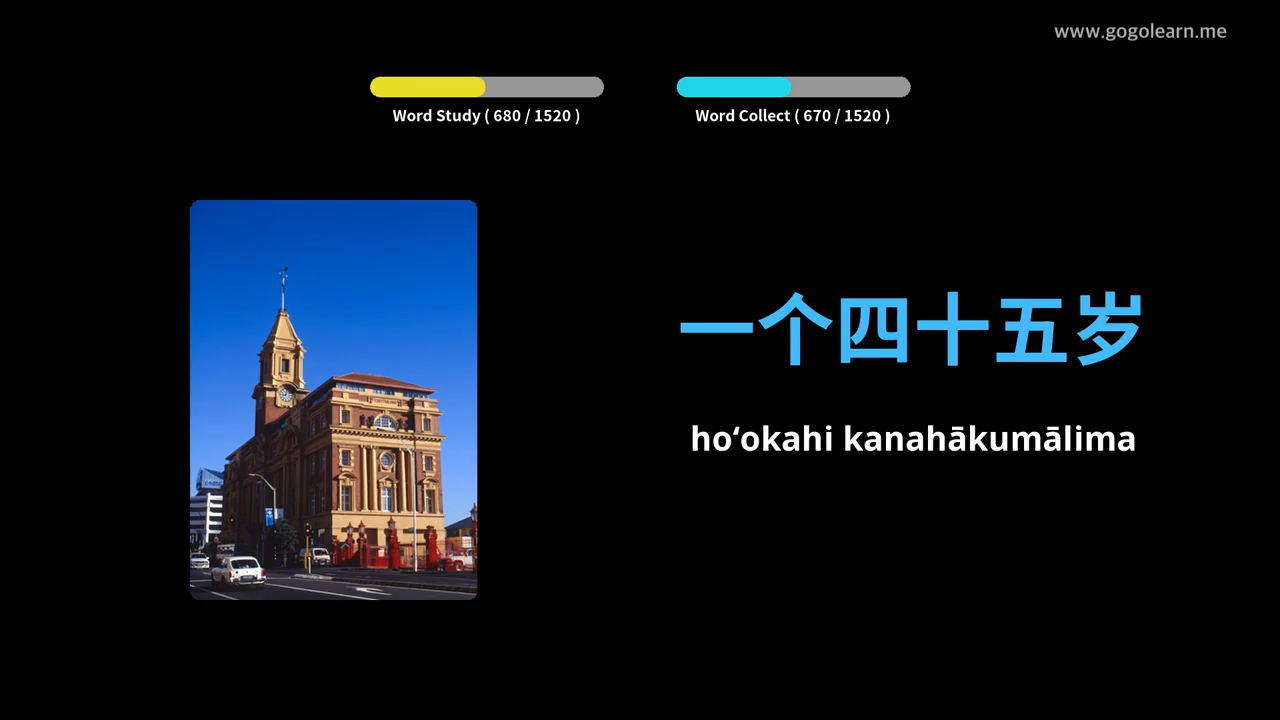 www.gogolearn.me
Word Study ( 680 / 1520 )
Word Collect ( 670 / 1520 )
一个四十五岁
hoʻokahi kanahākumālima